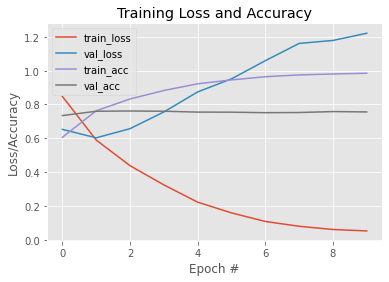 Training Loss and Accuracy
train_loss
val_loss
train_acc
val_acc
Loss/Accuracy
1.2
1.0
0.8
0.6
0.4
0.2
0.0
0 2 4 6 8
Epoch #